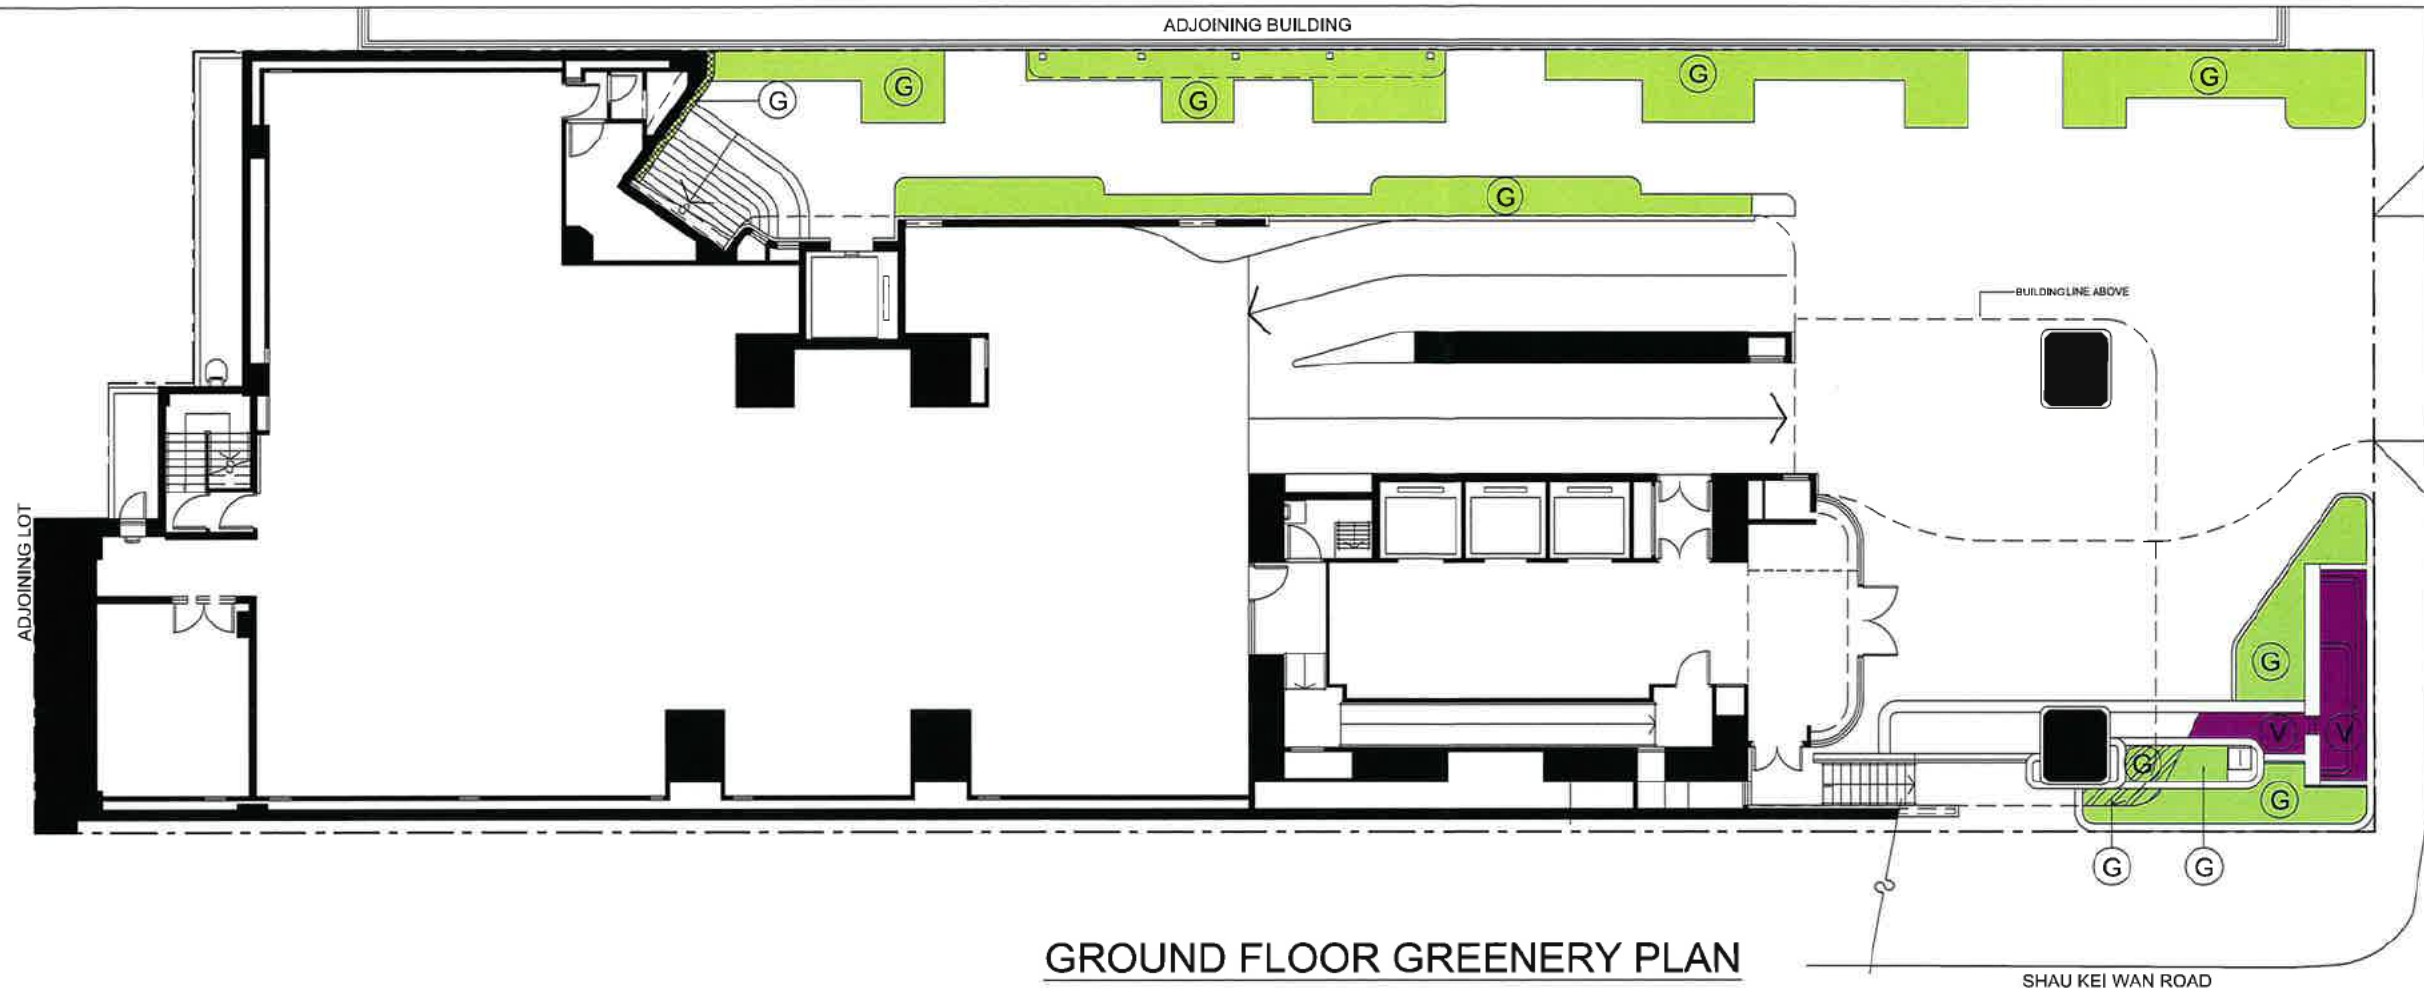 ADJOINING BUILDING
G
G
G
G
G
G
BUILDING LINE ABOVE
ADJOINING LOT
G
V
V
G
G
G
G
GROUND FLOOR GREENERY PLAN
SHAU KEI WAN ROAD